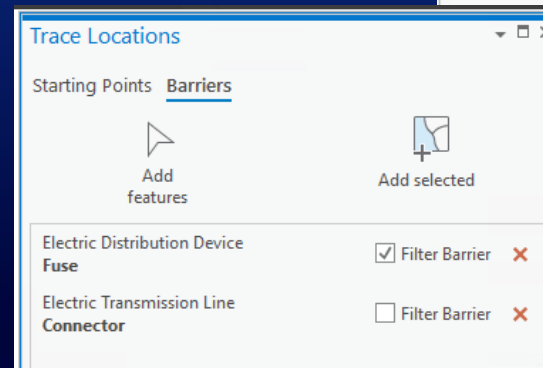 Trace Locations
Starting Points Barriers
Add
features
Add selected
Electric Distribution Device
Fuse
Filter Barrier
Electric Transmission Line
Connector
Filter Barrier